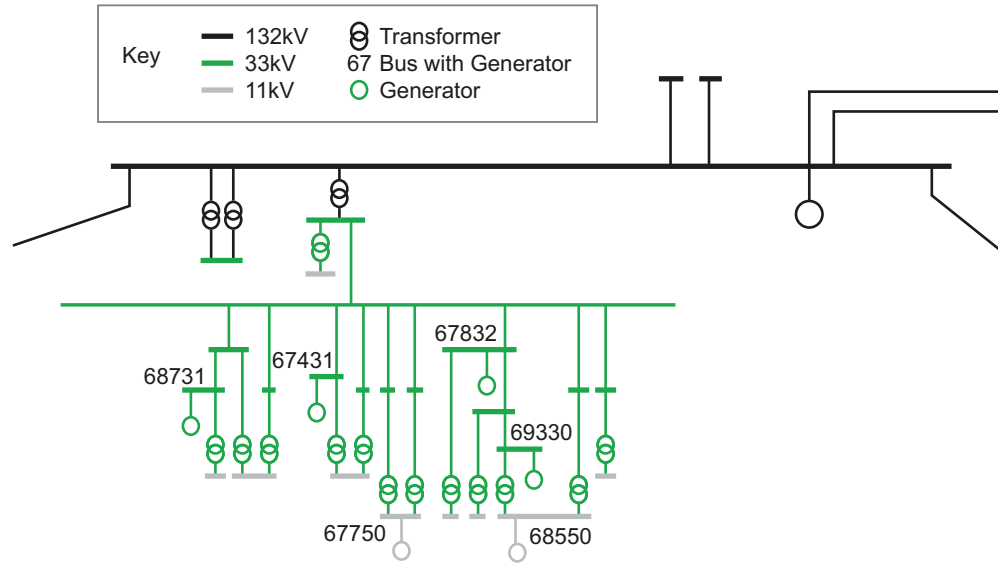 Key
132kV
Transformer
33kV
67 Bus with Generator
11kV
Generator
67832
67431
68731
69330
67750
68550